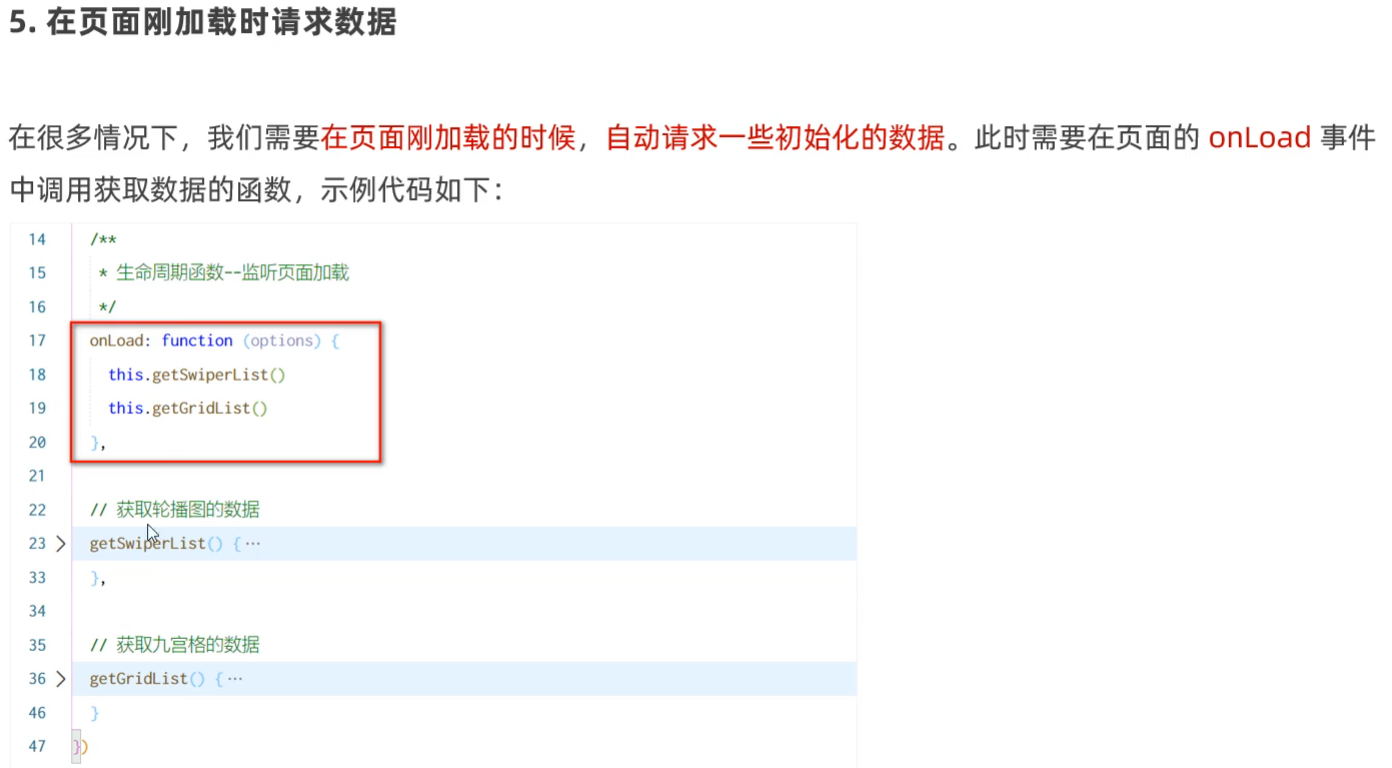 5. 在页面刚加载时请求数据
在很多情况下，我们需要在页面刚加载的时候，自动请求一些初始化的数据。此时需要在页面的 onLoad 事件
中调用获取数据的函数，示例代码如下：
14 /**
15 * 生命周期函数--监听页面加载
16 */
17 onLoad: function (options) {
18 this.getSwiperList()
19 this.getGridList()
20 },
21
22 // 获取轮播图的数据
23 getSwiperList() {···
33 },
34
35 // 获取九宫格的数据
36 getGridList() {···
46 }
47 })